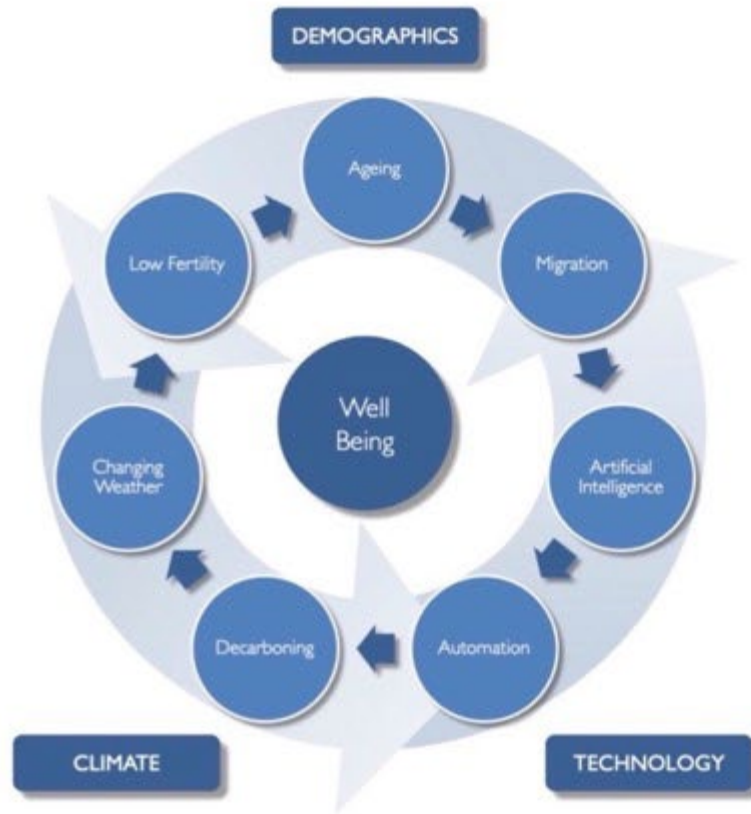 DEMOGRAPHICS
Ageing
Low Fertility
Migration
Well
Being
Changing
Weather
Artificial
Intelligence
Decarboning
Automation
CLIMATE
TECHNOLOGY